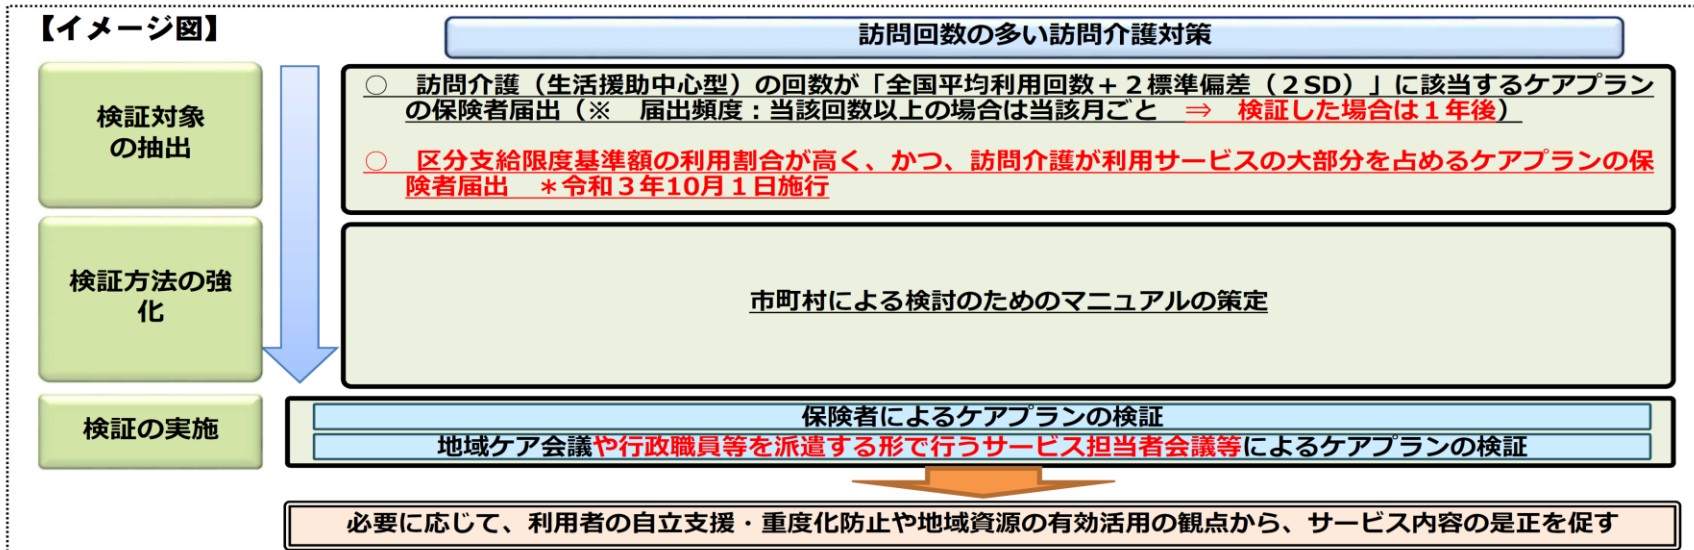 【イメージ図】
訪問回数の多い訪問介護対策
検証対象
の抽出
○ 訪問介護（生活援助中心型）の回数が「全国平均利用回数＋２標準偏差（２SD）」に該当するケアプラン
の保険者届出（※ 届出頻度：当該回数以上の場合は当該月ごと ⇒ 検証した場合は１年後）
○ 区分支給限度基準額の利用割合が高く、かつ、訪問介護が利用サービスの大部分を占めるケアプランの保
険者届出 ＊令和３年10月１日施行
検証方法の強
化
市町村による検討のためのマニュアルの策定
検証の実施
保険者によるケアプランの検証
地域ケア会議や行政職員等を派遣する形で行うサービス担当者会議等によるケアプランの検証
必要に応じて、利用者の自立支援・重度化防止や地域資源の有効活用の観点から、サービス内容の是正を促す